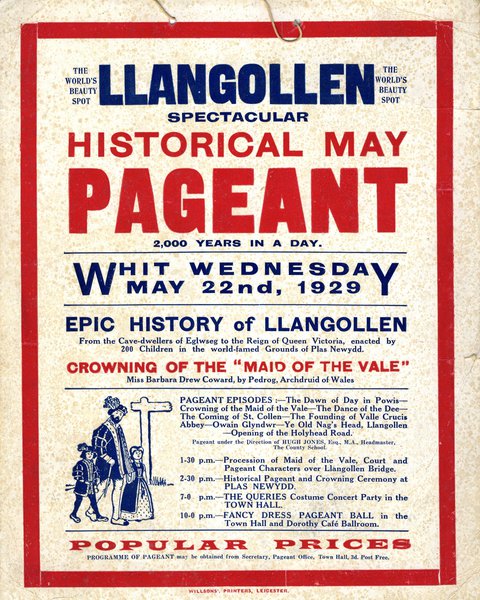 THE WORLD'S BEAUTY SPOT
LLANGOLLEN
THE WORLD'S BEAUTY SPOT
SPECTACULAR
HISTORICAL MAY
PAGEANT
2,000 YEARS IN A DAY.
WHIT WEDNESDAY
MAY 22nd, 1929
EPIC HISTORY of LLANGOLLEN
From the Cave-dwellers of Eglwseg to the Reign of Queen Victoria, enacted by
200 Children in the world-famed Grounds of Plas Newydd.
CROWNING OF THE "MAID OF THE VALE"
Miss Barbara Drew Coward, by Pedrog, Archdruid of Wales
PAGEANT EPISODES :—The Dawn of Day in Powis—
Crowning of the Maid of the Vale—The Dance of the Dee—
The Coming of St. Collen—The Founding of Valle Crucis
Abbey—Owain Glyndwr—Ye Old Nag's Head, Llangollen
—Opening of the Holyhead Road.
Pageant under the Direction of HUGH JONES, Esq., M.A., Headmaster,
The County School.
1-30 p.m.—Procession of Maid of the Vale, Court and
Pageant Characters over Llangollen Bridge.
2-30 p.m.—Historical Pageant and Crowning Ceremony at
PLAS NEWYDD.
7-0 p.m.—THE QUERIES Costume Concert Party in the
TOWN HALL.
10-0 p.m.—FANCY DRESS PAGEANT BALL in the
Town Hall and Dorothy Café Ballroom.
POPULAR PRICES
PROGRAMME OF PAGEANT may be obtained from Secretary, Pageant Office, Town Hall, 3d. Post Free.
WILLSONS', PRINTERS, LEICESTER.